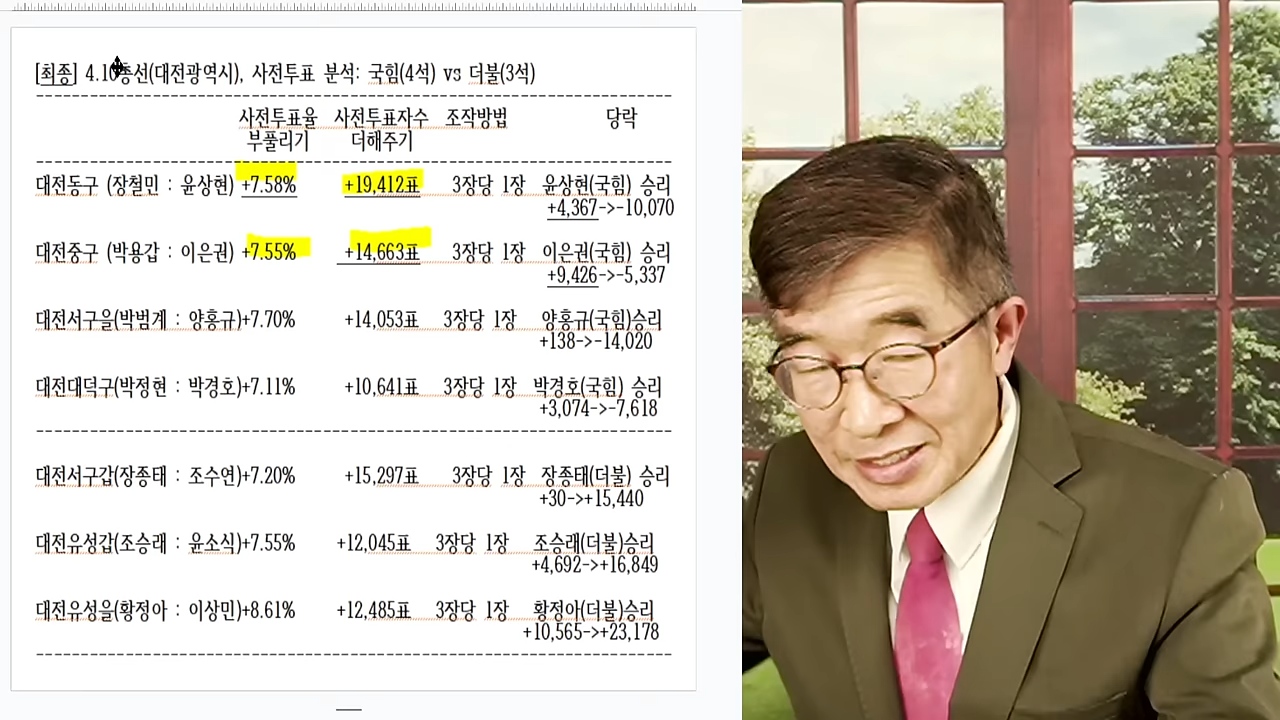 [최종] 4.10총선(대전광역시), 사전투표 분석: 국힘(4석) vs 더불(3석)
사전투표율 사전투표자수 조작방법 당락
부풀리기 더해주기
대전동구 (장철민 : 윤상현) +7.58% +19,412표 3장당 1장 윤상현(국힘) 승리
+4,367->-10,070
대전중구 (박용갑 : 이은권) +7.55% +14,663표 3장당 1장 이은권(국힘) 승리
+9,426->-5,337
대전서구을(박범계 : 양홍규)+7.70% +14,053표 3장당 1장 양홍규(국힘)승리
+138->-14,020
대전대덕구(박정현 : 박경호)+7.11% +10,641표 3장당 1장 박경호(국힘) 승리
+3,074->-7,618
대전서구갑(장종태 : 조수연)+7.20% +15,297표 3장당 1장 장종태(더불) 승리
+30->+15,440
대전유성갑(조승래 : 윤소식)+7.55% +12,045표 3장당 1장 조승래(더불)승리
+4,692->+16,849
대전유성을(황정아 : 이상민)+8.61% +12,485표 3장당 1장 황정아(더불)승리
+10,565->+23,178